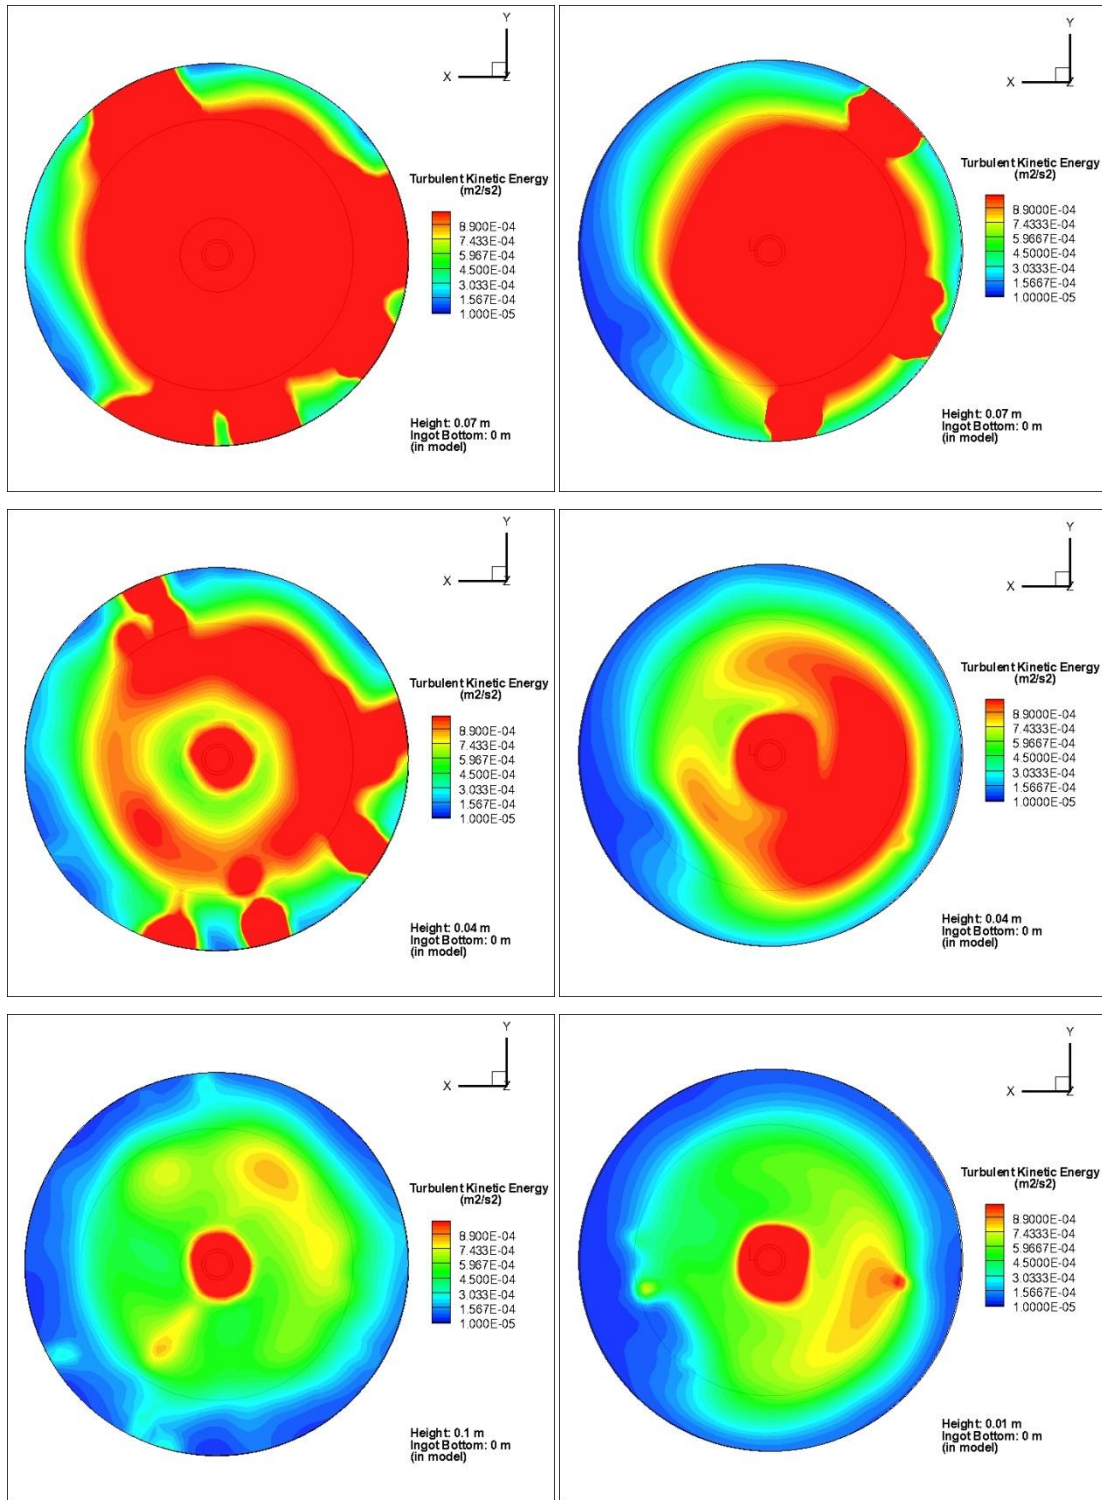 Y
X
Z
Turbulent Kinetic Energy
(m2/s2)
8.900E-04
7.433E-04
5.967E-04
4.500E-04
3.033E-04
1.567E-04
1.000E-05
Height: 0.07 m
Ingot Bottom: 0 m
(in model)
Y
X
Z
Turbulent Kinetic Energy
(m2/s2)
8.9000E-04
7.4333E-04
5.9667E-04
4.5000E-04
3.0333E-04
1.5667E-04
1.0000E-05
Height: 0.07 m
Ingot Bottom: 0 m
(in model)
Y
X
Z
Turbulent Kinetic Energy
(m2/s2)
8.900E-04
7.433E-04
5.967E-04
4.500E-04
3.033E-04
1.567E-04
1.000E-05
Height: 0.04 m
Ingot Bottom: 0 m
(in model)
Y
X
Z
Turbulent Kinetic Energy
(m2/s2)
8.9000E-04
7.4333E-04
5.9667E-04
4.5000E-04
3.0333E-04
1.5667E-04
1.0000E-05
Height: 0.04 m
Ingot Bottom: 0 m
(in model)
Y
X
Z
Turbulent Kinetic Energy
(m2/s2)
8.900E-04
7.433E-04
5.967E-04
4.500E-04
3.033E-04
1.567E-04
1.000E-05
Height: 0.1 m
Ingot Bottom: 0 m
(in model)
Y
X
Z
Turbulent Kinetic Energy
(m2/s2)
8.9000E-04
7.4333E-04
5.9667E-04
4.5000E-04
3.0333E-04
1.5667E-04
1.0000E-05
Height: 0.01 m
Ingot Bottom: 0 m
(in model)